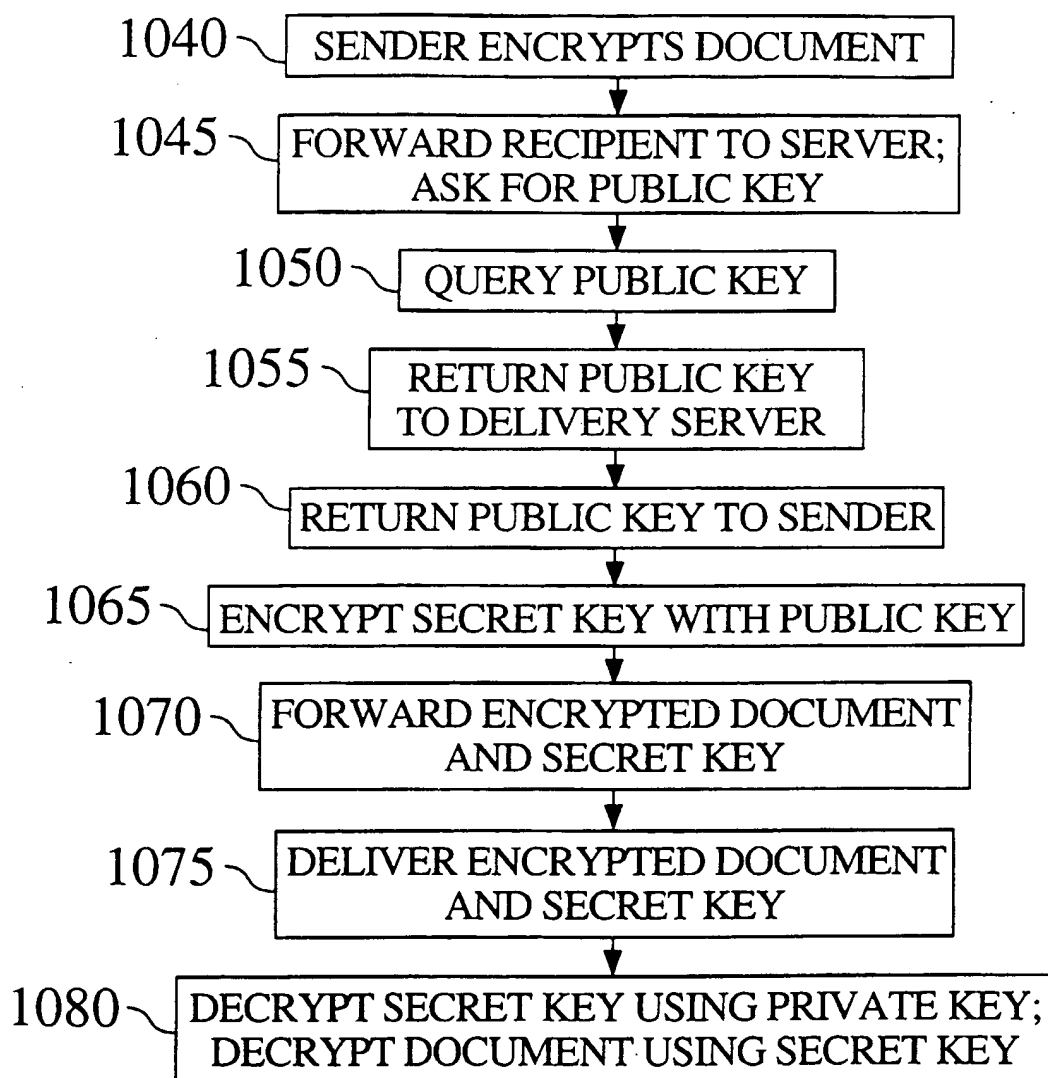 1040 SENDER ENCRYPTS DOCUMENT
1045 FORWARD RECIPIENT TO SERVER;
ASK FOR PUBLIC KEY
1050 QUERY PUBLIC KEY
1055 RETURN PUBLIC KEY
TO DELIVERY SERVER
1060 RETURN PUBLIC KEY TO SENDER
1065 ENCRYPT SECRET KEY WITH PUBLIC KEY
1070 FORWARD ENCRYPTED DOCUMENT
AND SECRET KEY
1075 DELIVER ENCRYPTED DOCUMENT
AND SECRET KEY
1080 DECRYPT SECRET KEY USING PRIVATE KEY;
DECRYPT DOCUMENT USING SECRET KEY